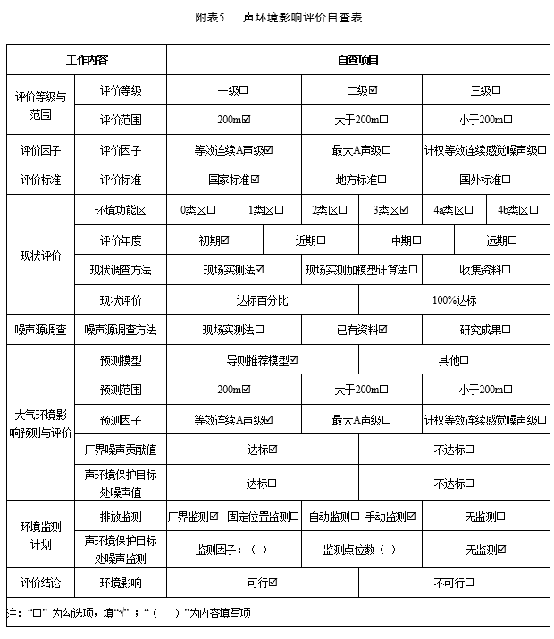 附表5 声环境影响评价自查表
工作内容 自查项目
评价等级与范围 评价等级 一级□ 二级☑ 三级□
评价范围 200m☑ 大于200m□ 小于200m□
评价因子 评价因子 等效连续A声级☑ 最大A声级□ 计权等效连续感觉噪声级□
评价标准 评价标准 国家标准☑ 地方标准□ 国外标准□
现状评价 环境功能区 0类区□ 1类区□ 2类区□ 3类区☑ 4a类区□ 4b类区□
评价年度 初期☑ 近期□ 中期□ 远期□
现状调查方法 现场实测法☑ 现场实测加模型计算法□ 收集资料□
现状评价 达标百分比 100%达标
噪声源调查 噪声源调查方法 现场实测法□ 已有资料☑ 研究成果□
大气环境影响预测与评价 预测模型 导则推荐模型☑ 其他□
预测范围 200m☑ 大于200m□ 小于200m□
预测因子 等效连续A声级☑ 最大A声级□ 计权等效连续感觉噪声级□
厂界噪声贡献值 达标☑ 不达标□
声环境保护目标处噪声值 达标□ 不达标□
环境监测计划 排放监测 厂界监测☑ 固定位置监测□ 自动监测□ 手动监测☑ 无监测□
声环境保护目标处噪声监测 监测因子：（ ） 监测点位数（ ） 无监测☑
评价结论 环境影响 可行☑ 不可行□
注：“□”为勾选项，填“√”；“（ ）”为内容填写项